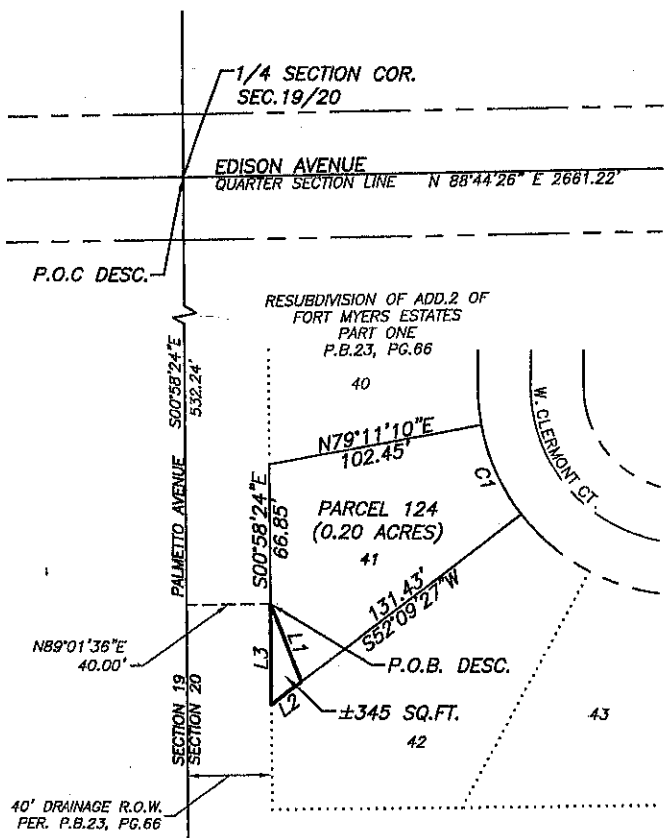 1/4 SECTION COR.
SEC.19/20
EDISON AVENUE
QUARTER SECTION LINE N 88°44'26" E 2661.22'
P.O.C DESC.
RESUBDIVISION OF ADD.2 OF
FORT MYERS ESTATES
PART ONE
P.B.23, PG.66
40
S00°58'24"E
532.24'
PALMETTO AVENUE
N79°11'10"E
102.45'
W. CLERMONT CT.
C1
S00°58'24"E
66.85'
PARCEL 124
(0.20 ACRES)
41
131.43'
S52°09'27"W
N89°01'36"E
40.00'
L1
L3
P.O.B. DESC.
L2
±345 SQ.FT.
SECTION 19
SECTION 20
42
43
40' DRAINAGE R.O.W.
PER. P.B.23, PG.66